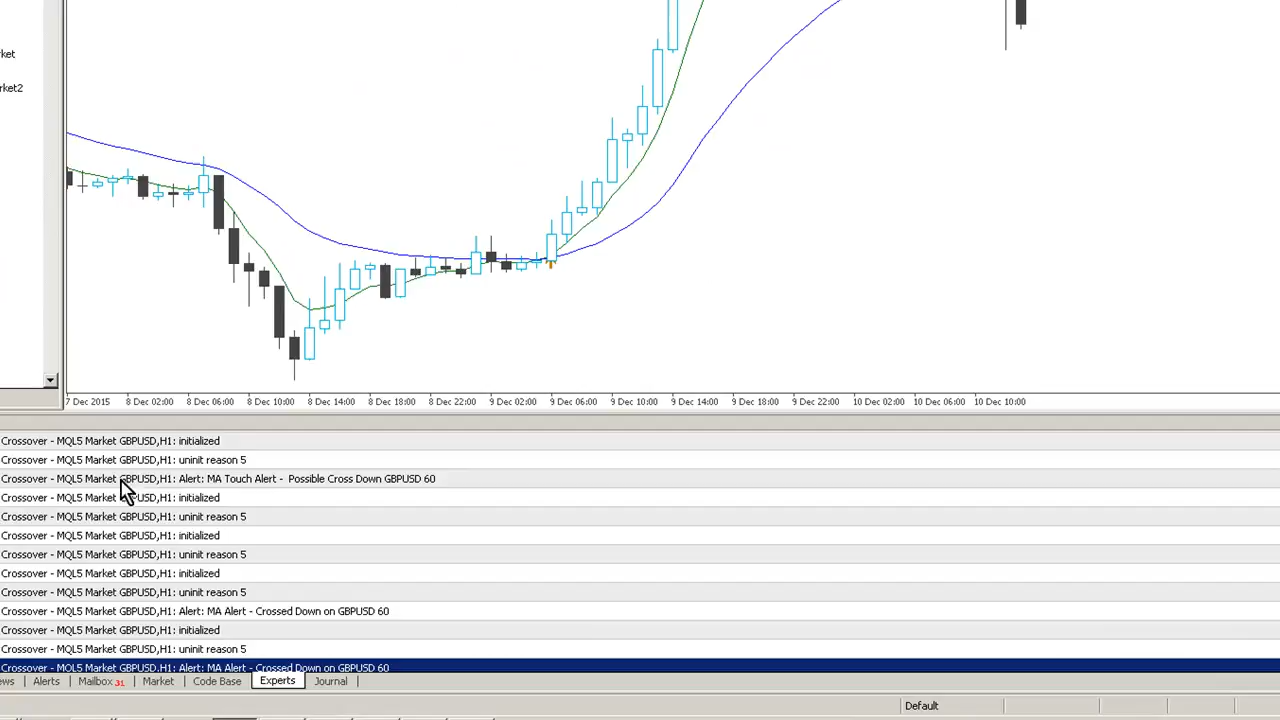 rket
rket2
7 Dec 2015 8 Dec 02:00 8 Dec 06:00 8 Dec 10:00 8 Dec 14:00 8 Dec 18:00 8 Dec 22:00 9 Dec 02:00 9 Dec 06:00 9 Dec 10:00 9 Dec 14:00 9 Dec 18:00 9 Dec 22:00 10 Dec 02:00 10 Dec 06:00 10 Dec 10:00
Crossover - MQL5 Market GBPUSD,H1: initialized
Crossover - MQL5 Market GBPUSD,H1: uninit reason 5
Crossover - MQL5 Market GBPUSD,H1: Alert: MA Touch Alert -  Possible Cross Down GBPUSD 60
Crossover - MQL5 Market GBPUSD,H1: initialized
Crossover - MQL5 Market GBPUSD,H1: uninit reason 5
Crossover - MQL5 Market GBPUSD,H1: initialized
Crossover - MQL5 Market GBPUSD,H1: uninit reason 5
Crossover - MQL5 Market GBPUSD,H1: initialized
Crossover - MQL5 Market GBPUSD,H1: uninit reason 5
Crossover - MQL5 Market GBPUSD,H1: Alert: MA Alert - Crossed Down on GBPUSD 60
Crossover - MQL5 Market GBPUSD,H1: initialized
Crossover - MQL5 Market GBPUSD,H1: uninit reason 5
Crossover - MQL5 Market GBPUSD,H1: Alert: MA Alert - Crossed Down on GBPUSD 60
ews | Alerts | Mailbox 31 | Market | Code Base | Experts | Journal |
Default